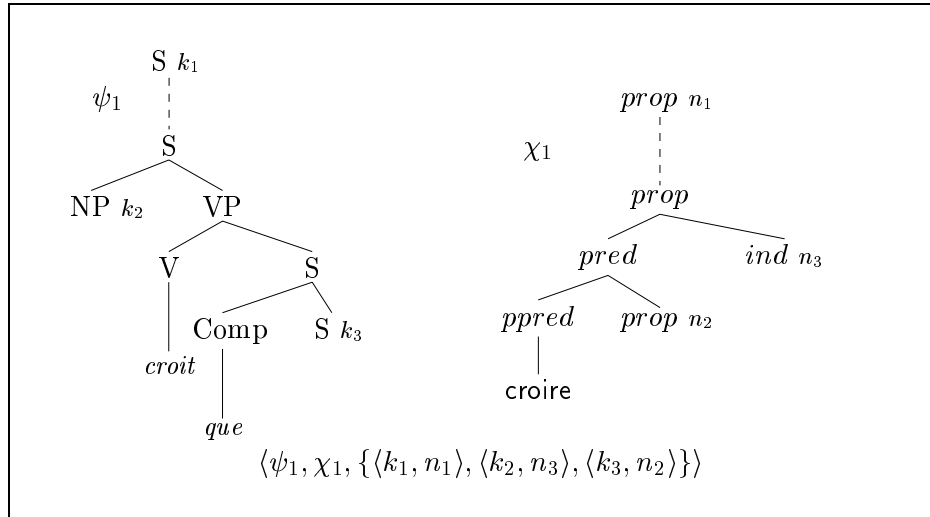 S k₁
ψ₁
prop n₁
χ₁
S
prop
NP k₂ VP
pred ind n₃
V S
Comp S k₃
ppred prop n₂
croit
croire
que
⟨ψ₁, χ₁, {⟨k₁, n₁⟩, ⟨k₂, n₃⟩, ⟨k₃, n₂⟩}⟩